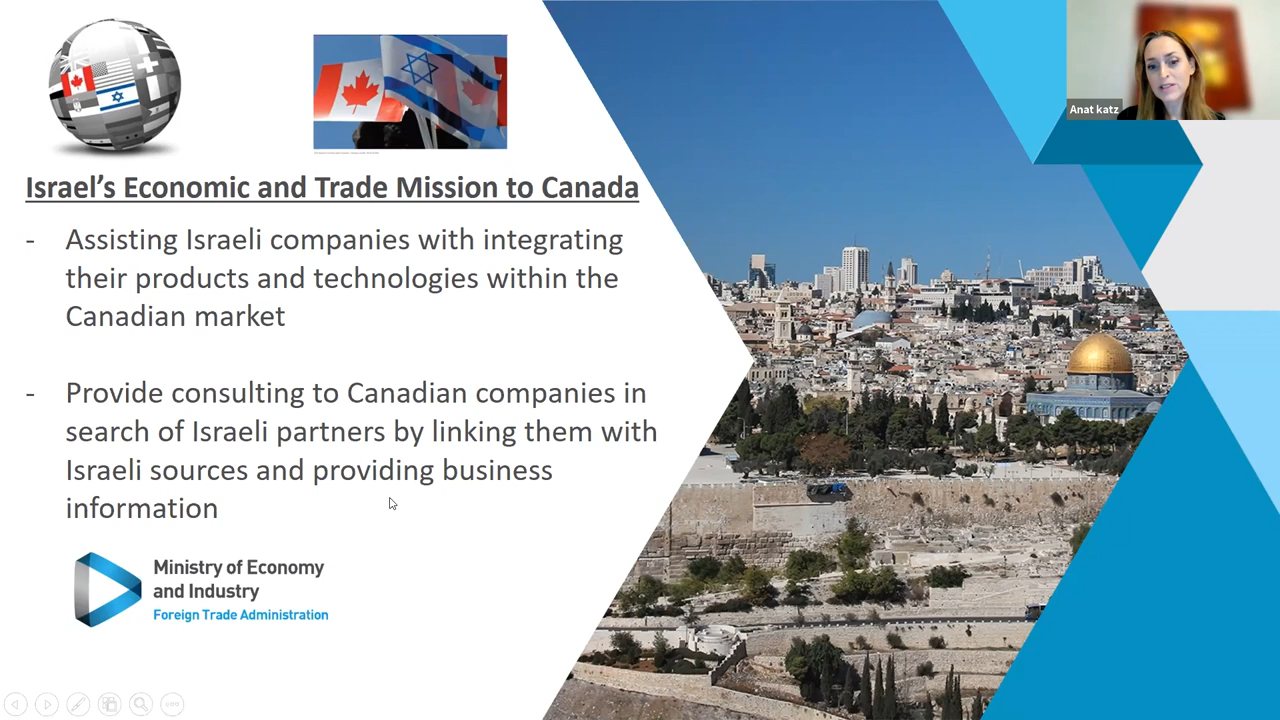 Anat katz
Israel's Economic and Trade Mission to Canada
- Assisting Israeli companies with integrating
their products and technologies within the
Canadian market
- Provide consulting to Canadian companies in
search of Israeli partners by linking them with
Israeli sources and providing business
information
Ministry of Economy
and Industry
Foreign Trade Administration